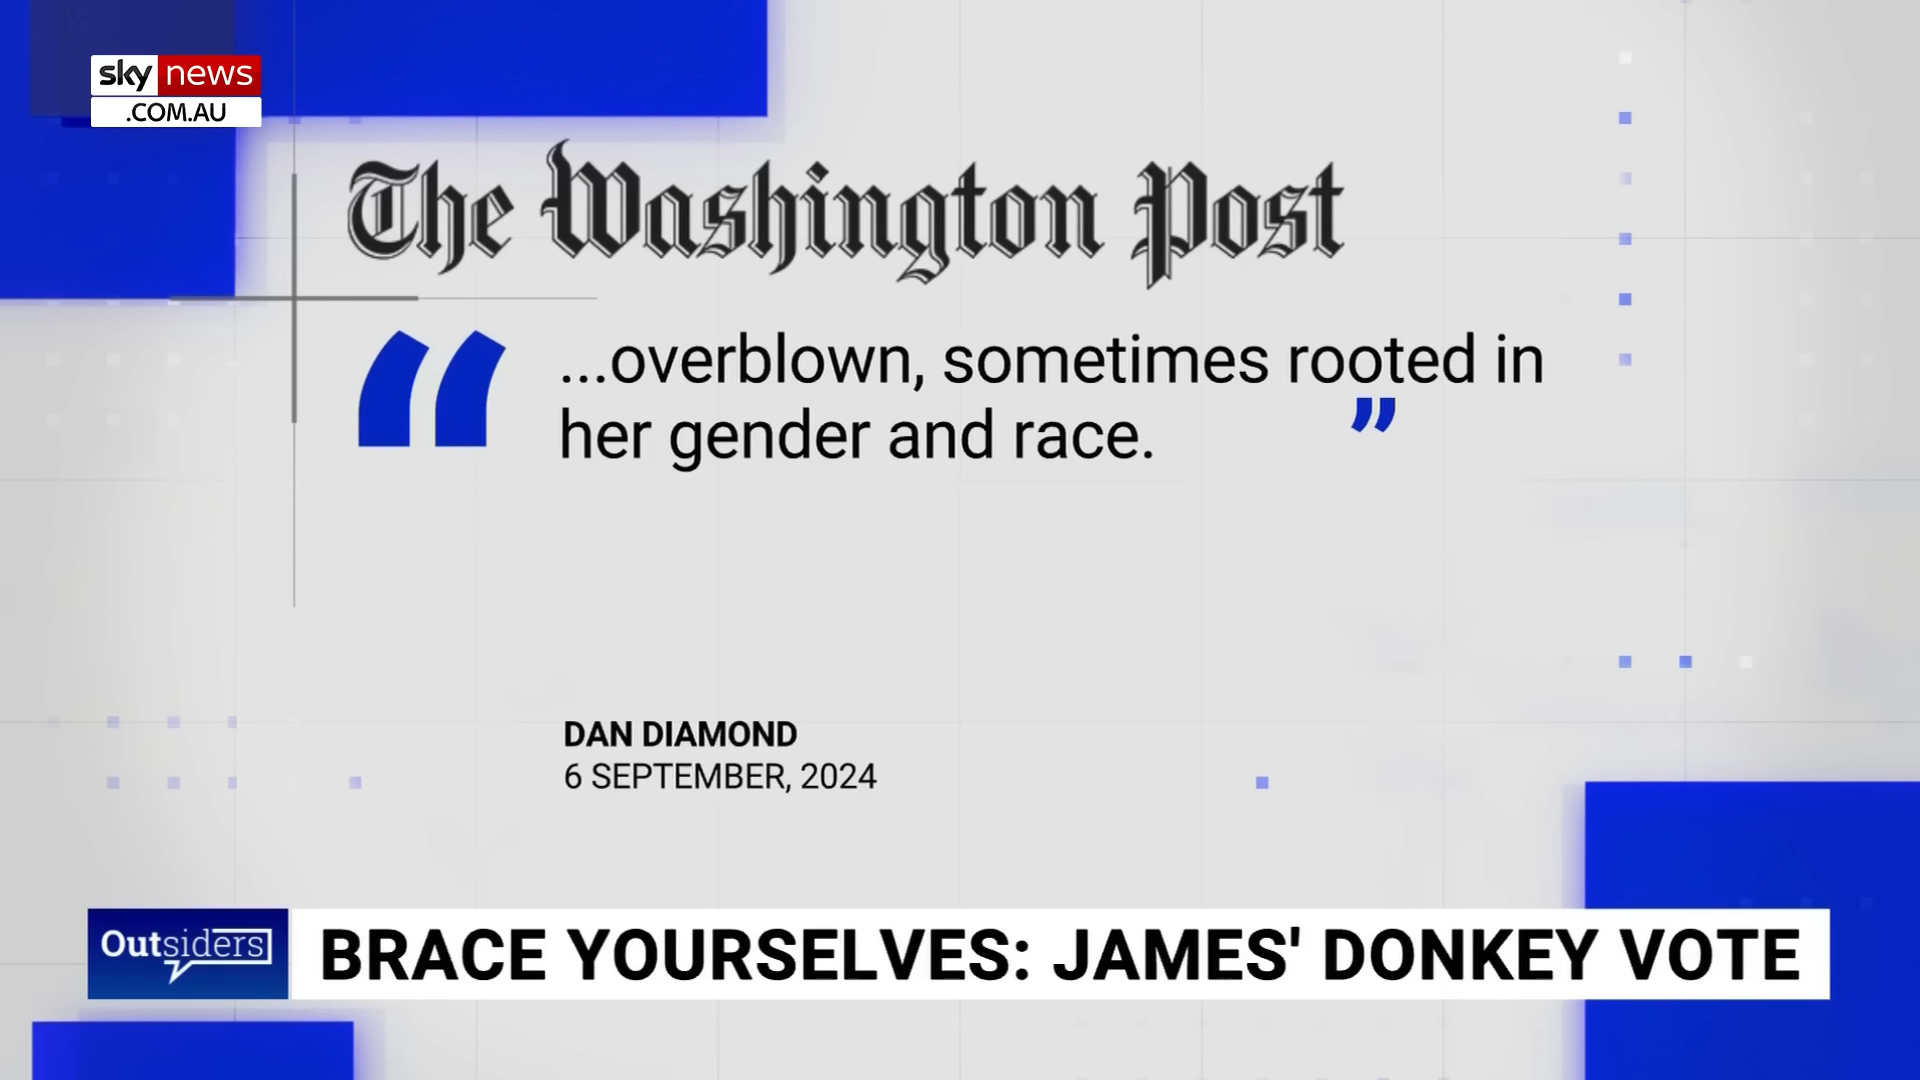 sky news
.COM.AU
The Washington Post
“ ...overblown, sometimes rooted in
her gender and race. ”
DAN DIAMOND
6 SEPTEMBER, 2024
Outsiders
BRACE YOURSELVES: JAMES' DONKEY VOTE